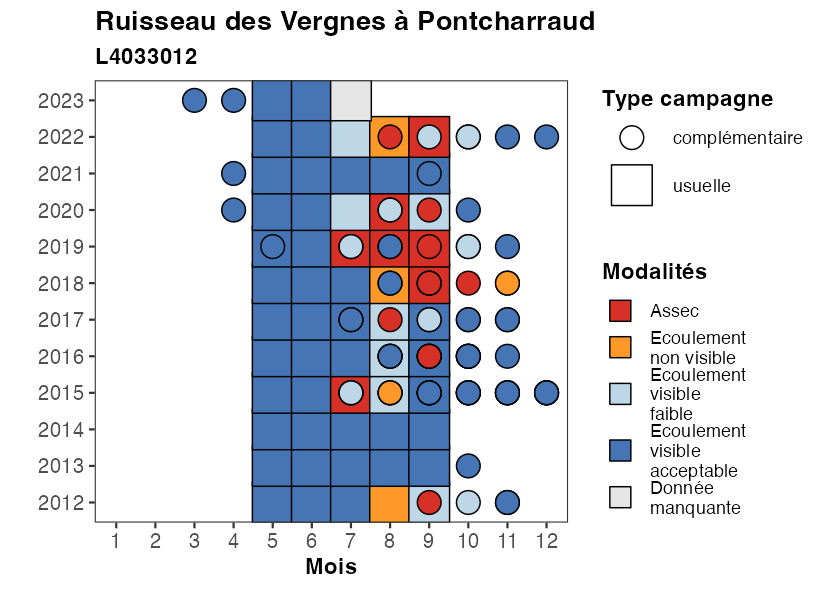 Ruisseau des Vergnes à Pontcharraud
L4033012
2023
2022
2021
2020
2019
2018
2017
2016
2015
2014
2013
2012
1 2 3 4 5 6 7 8 9 10 11 12
Mois
Type campagne
complémentaire
usuelle
Modalités
Assec
Ecoulement
non visible
Ecoulement
visible
faible
Ecoulement
visible
acceptable
Donnée
manquante